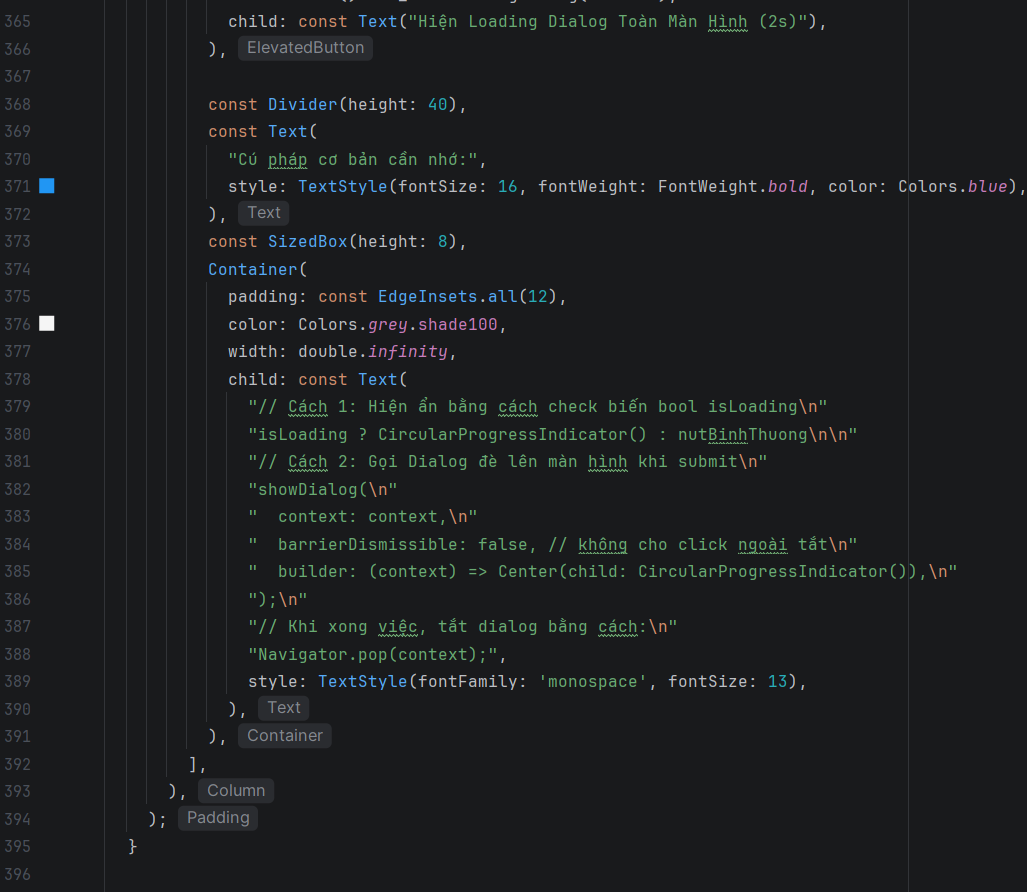 365 child: const Text("Hiện Loading Dialog Toàn Màn Hình (2s)"),
366 ), ElevatedButton
367
368 const Divider(height: 40),
369 const Text(
370 "Cú pháp cơ bản cần nhớ:",
371 style: TextStyle(fontSize: 16, fontWeight: FontWeight.bold, color: Colors.blue),
372 ), Text
373 const SizedBox(height: 8),
374 Container(
375 padding: const EdgeInsets.all(12),
376 color: Colors.grey.shade100,
377 width: double.infinity,
378 child: const Text(
379 "// Cách 1: Hiện ẩn bằng cách check biến bool isLoading\n"
380 "isLoading ? CircularProgressIndicator() : nutBinhThuong\n\n"
381 "// Cách 2: Gọi Dialog đè lên màn hình khi submit\n"
382 "showDialog(\n"
383 "  context: context,\n"
384 "  barrierDismissible: false, // không cho click ngoài tắt\n"
385 "  builder: (context) => Center(child: CircularProgressIndicator()),\n"
386 ");\n"
387 "// Khi xong việc, tắt dialog bằng cách:\n"
388 "Navigator.pop(context);",
389 style: TextStyle(fontFamily: 'monospace', fontSize: 13),
390 ), Text
391 ), Container
392 ],
393 ), Column
394 ); Padding
395 }
396